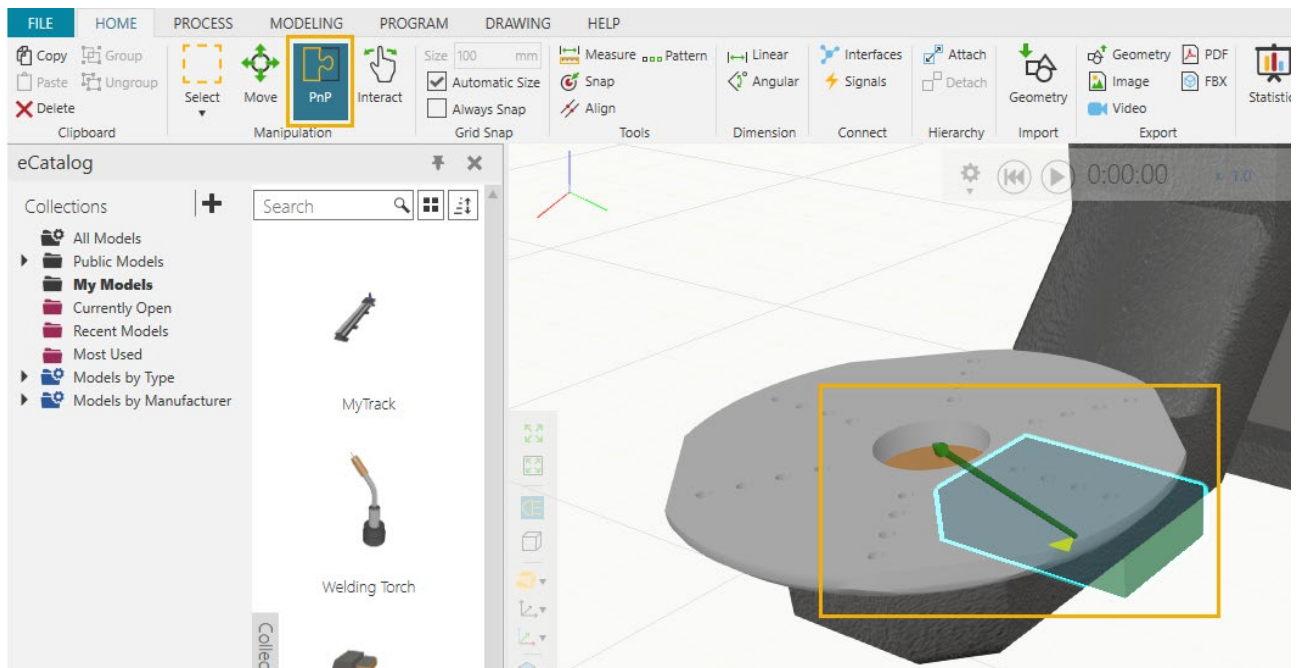 FILE HOME PROCESS MODELING PROGRAM DRAWING HELP
Copy Group
Paste Ungroup
Delete
Clipboard
Select Move PnP Interact
Manipulation
Size 100 mm
Automatic Size
Always Snap
Grid Snap
Measure Pattern
Snap
Align
Tools
Linear
Angular
Dimension
Interfaces
Signals
Connect
Attach
Detach
Hierarchy
Geometry
Import
Geometry PDF
Image FBX
Video
Export
Statistic
eCatalog
Collections
All Models
Public Models
My Models
Currently Open
Recent Models
Most Used
Models by Type
Models by Manufacturer
Search
MyTrack
Welding Torch
Collec
0:00:00 x 1.0